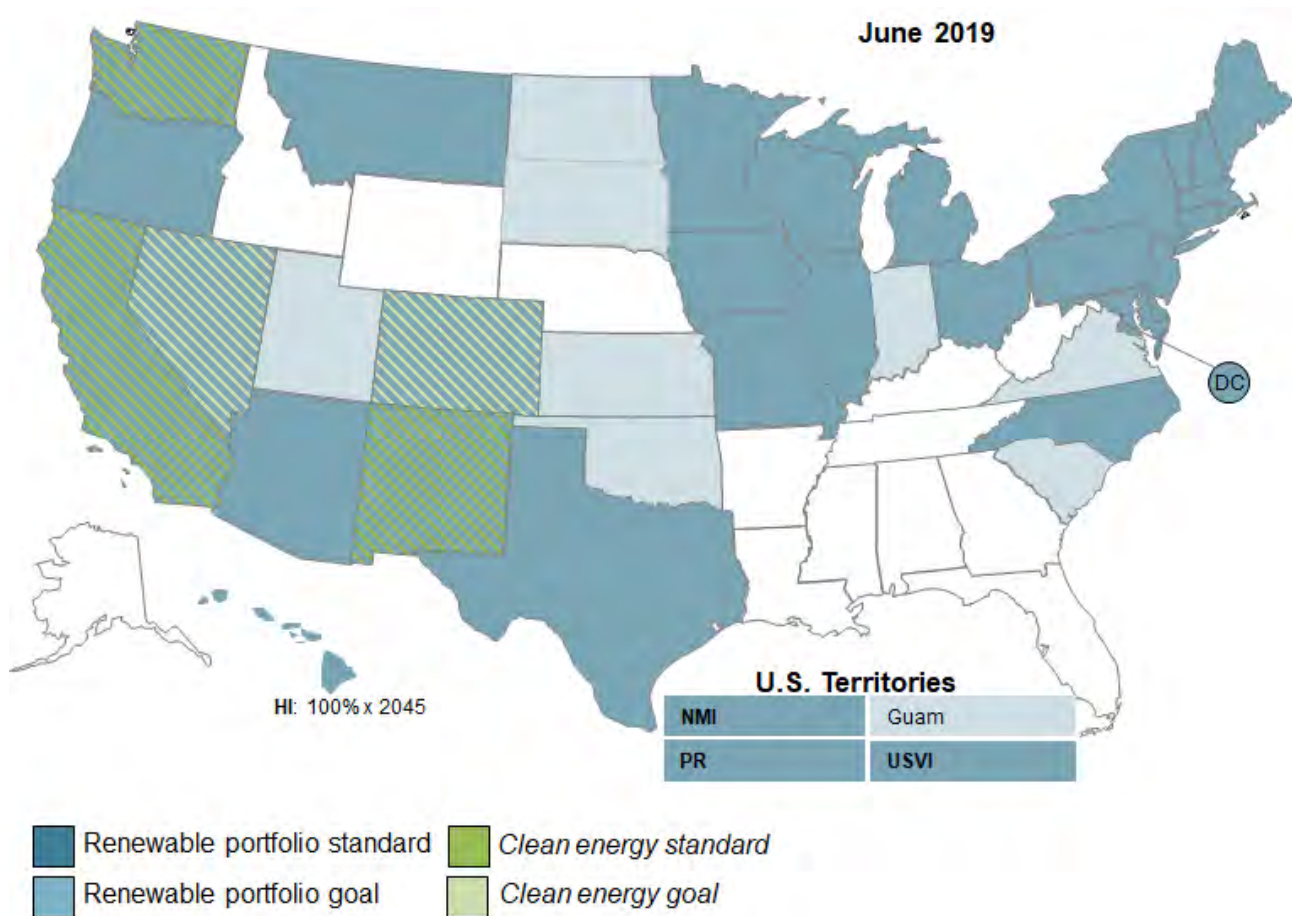 June 2019
DC
HI: 100% x 2045
U.S. Territories
NMI
Guam
PR
USVI
Renewable portfolio standard
Clean energy standard
Renewable portfolio goal
Clean energy goal